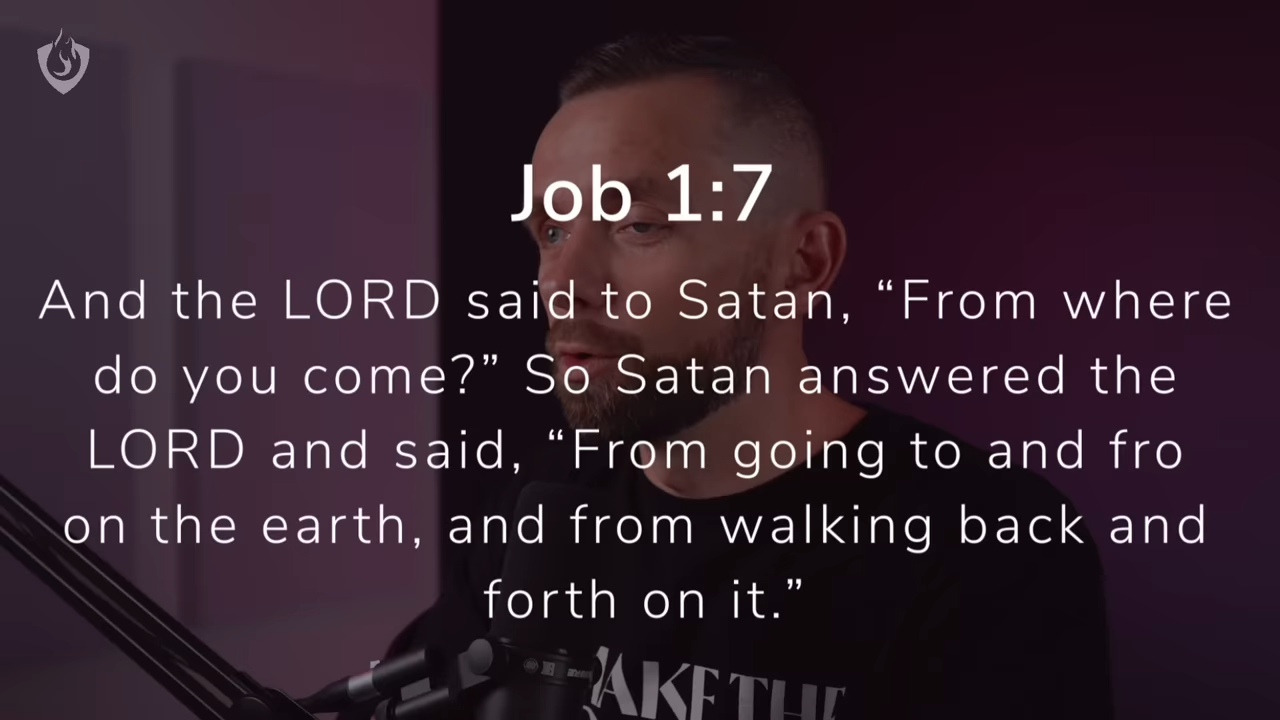 Job 1:7
And the LORD said to Satan, “From where
do you come?” So Satan answered the
LORD and said, “From going to and fro
on the earth, and from walking back and
forth on it.”
THE